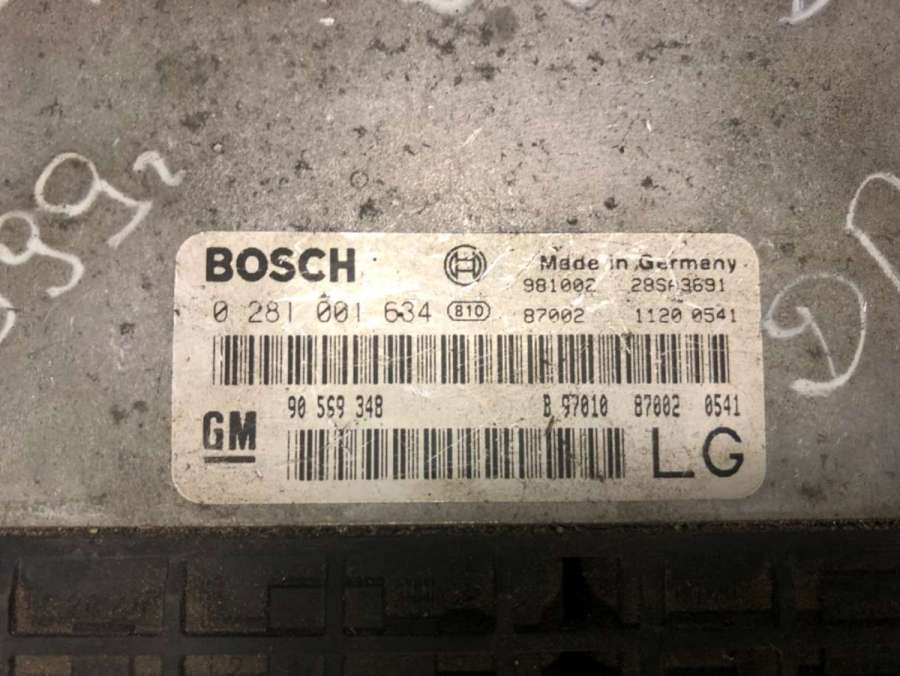 BOSCH Made in Germany
981002 28SA3691
0 281 001 634 810 87002 1120 0541
GM 90 569 348 B 97010 87002 0541
LG